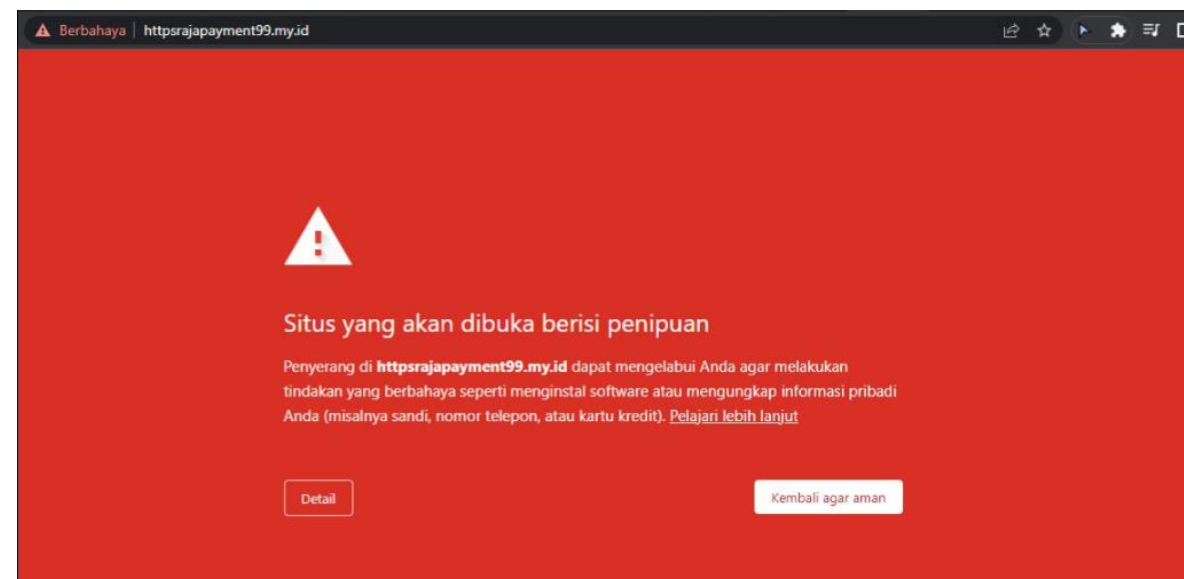 Berbahaya httpsrajapayment99.my.id
Situs yang akan dibuka berisi penipuan
Penyerang di httpsrajapayment99.my.id dapat mengelabui Anda agar melakukan
tindakan yang berbahaya seperti menginstal software atau mengungkap informasi pribadi
Anda (misalnya sandi, nomor telepon, atau kartu kredit). Pelajari lebih lanjut
Detail Kembali agar aman